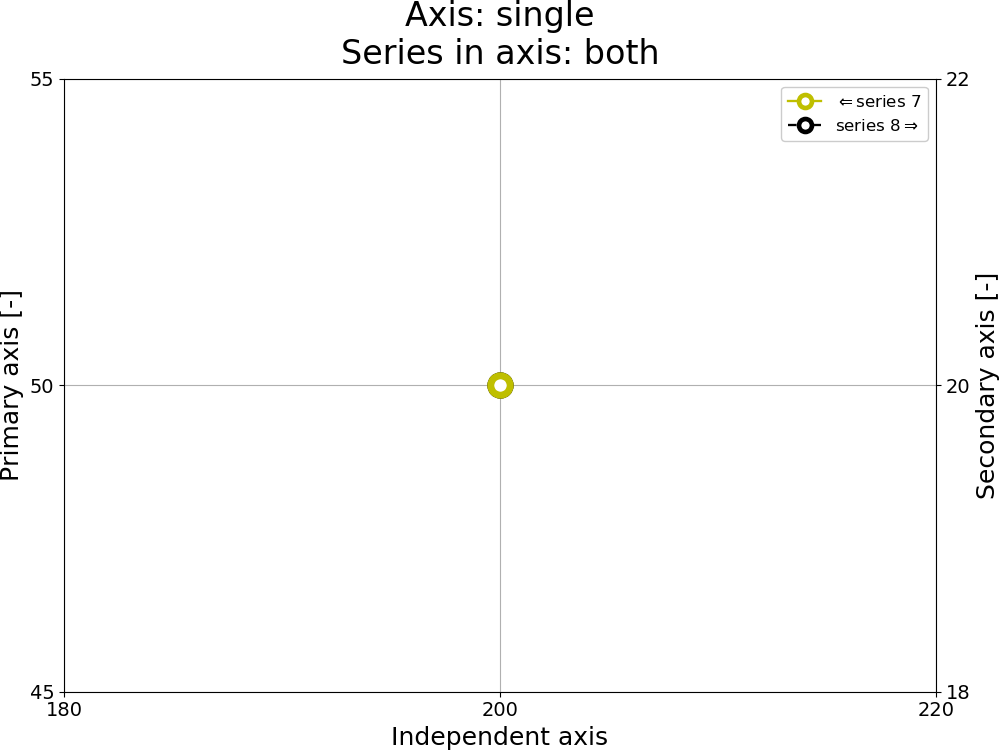 Axis: single
Series in axis: both
55
22
⇐series 7
series 8⇒
Primary axis [-]
50
20
Secondary axis [-]
45
18
180
200
220
Independent axis